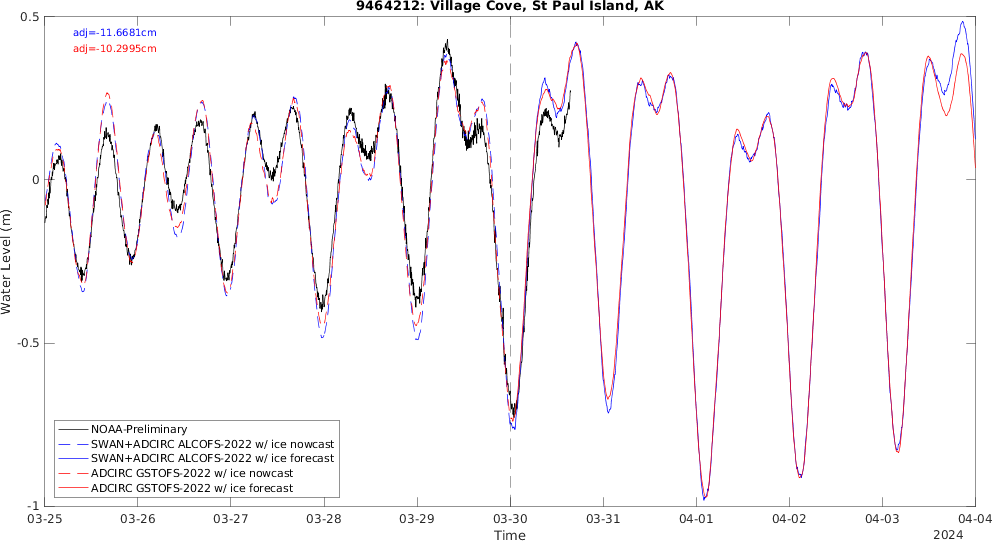 9464212: Village Cove, St Paul Island, AK
adj=-11.6681cm
adj=-10.2995cm
Water Level (m)
0.5
0
-0.5
-1
NOAA-Preliminary
SWAN+ADCIRC ALCOFS-2022 w/ ice nowcast
SWAN+ADCIRC ALCOFS-2022 w/ ice forecast
ADCIRC GSTOFS-2022 w/ ice nowcast
ADCIRC GSTOFS-2022 w/ ice forecast
03-25 03-26 03-27 03-28 03-29 03-30 03-31 04-01 04-02 04-03 04-04
Time
2024